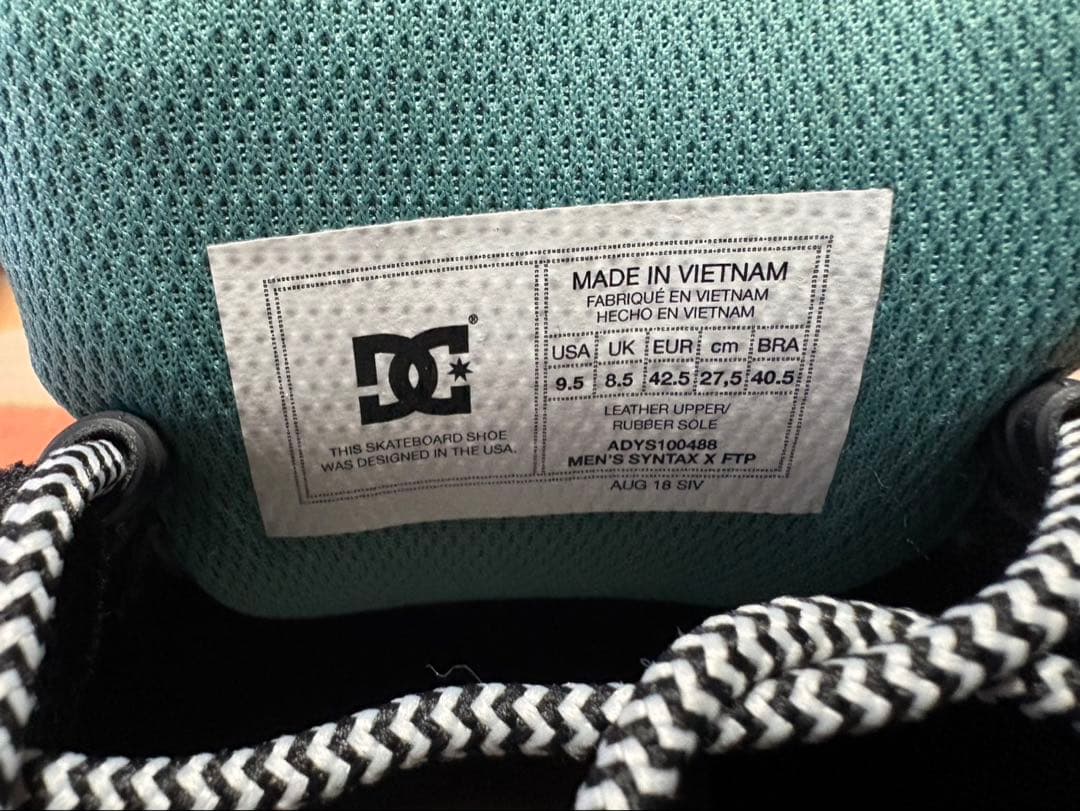 DC®
THIS SKATEBOARD SHOE
WAS DESIGNED IN THE USA.
MADE IN VIETNAM
FABRIQUÉ EN VIETNAM
HECHO EN VIETNAM
USA UK EUR cm BRA
9.5 8.5 42.5 27,5 40.5
LEATHER UPPER/
RUBBER SOLE
ADYS100488
MEN'S SYNTAX X FTP
AUG 18 SIV